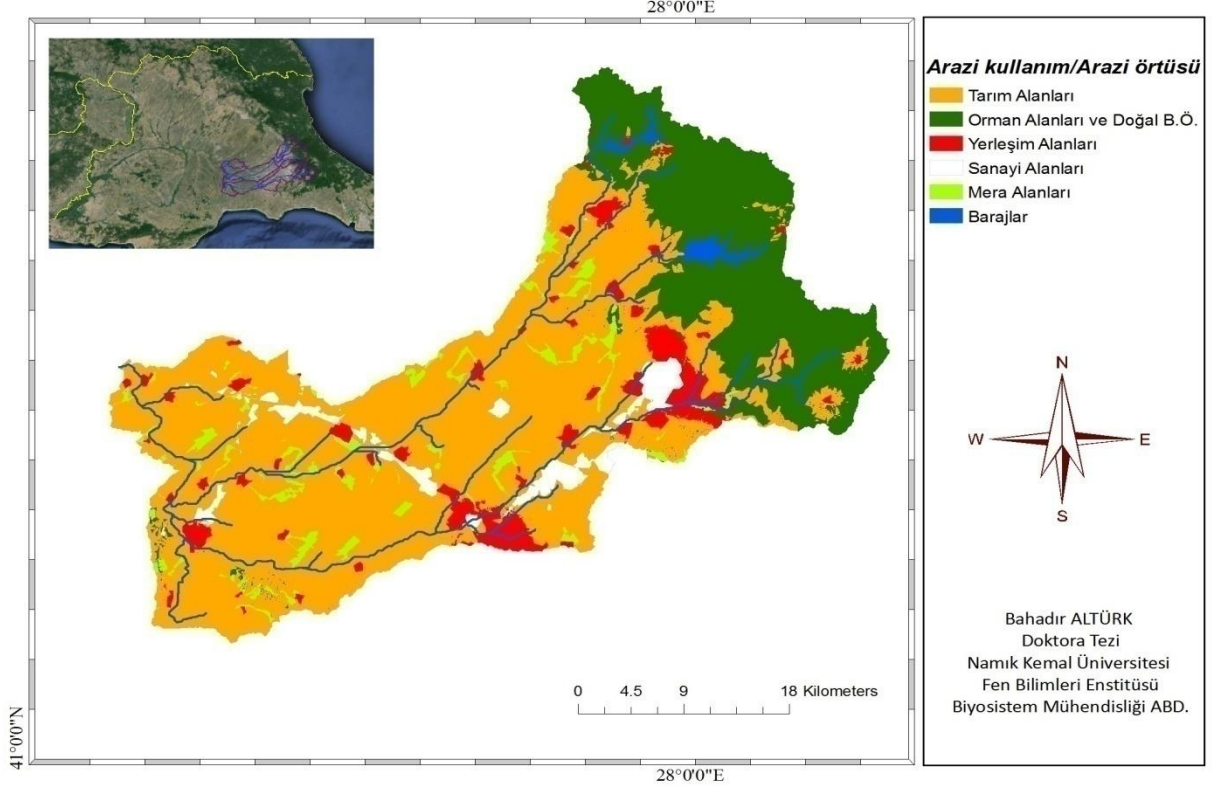 28°0'0"E
Arazi kullanım/Arazi örtüsü
Tarım Alanları
Orman Alanları ve Doğal B.Ö.
Yerleşim Alanları
Sanayi Alanları
Mera Alanları
Barajlar
N
W E
S
Bahadır ALTÜRK
Doktora Tezi
Namık Kemal Üniversitesi
Fen Bilimleri Enstitüsü
Biyosistem Mühendisliği ABD.
0 4.5 9 18 Kilometers
41°0'0"N
28°0'0"E